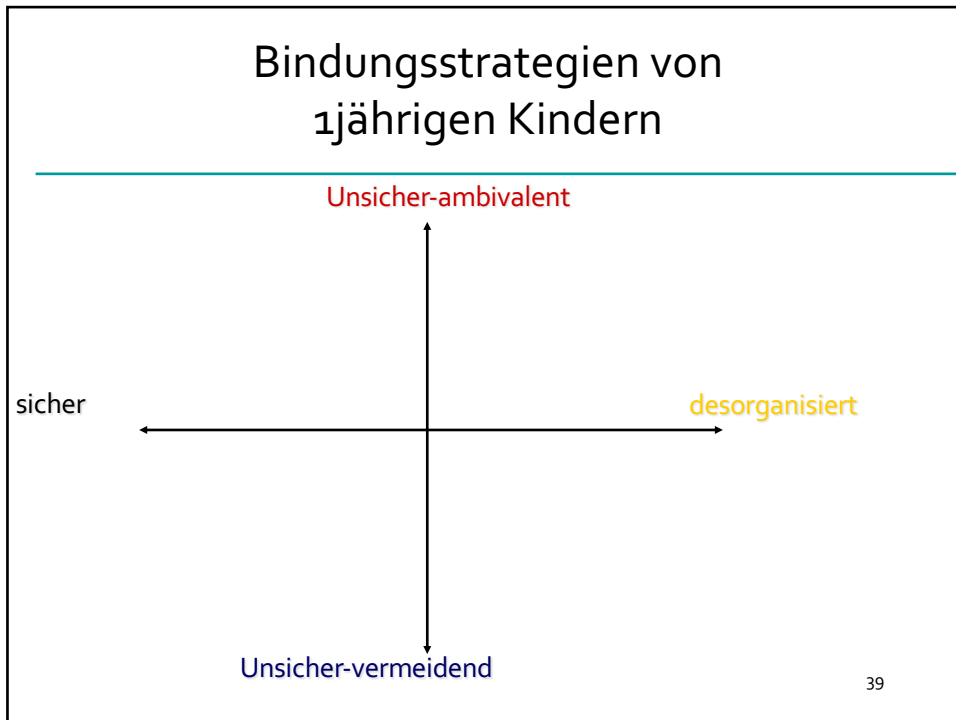 Bindungsstrategien von
1jährigen Kindern
Unsicher-ambivalent
sicher
desorganisiert
Unsicher-vermeidend
39